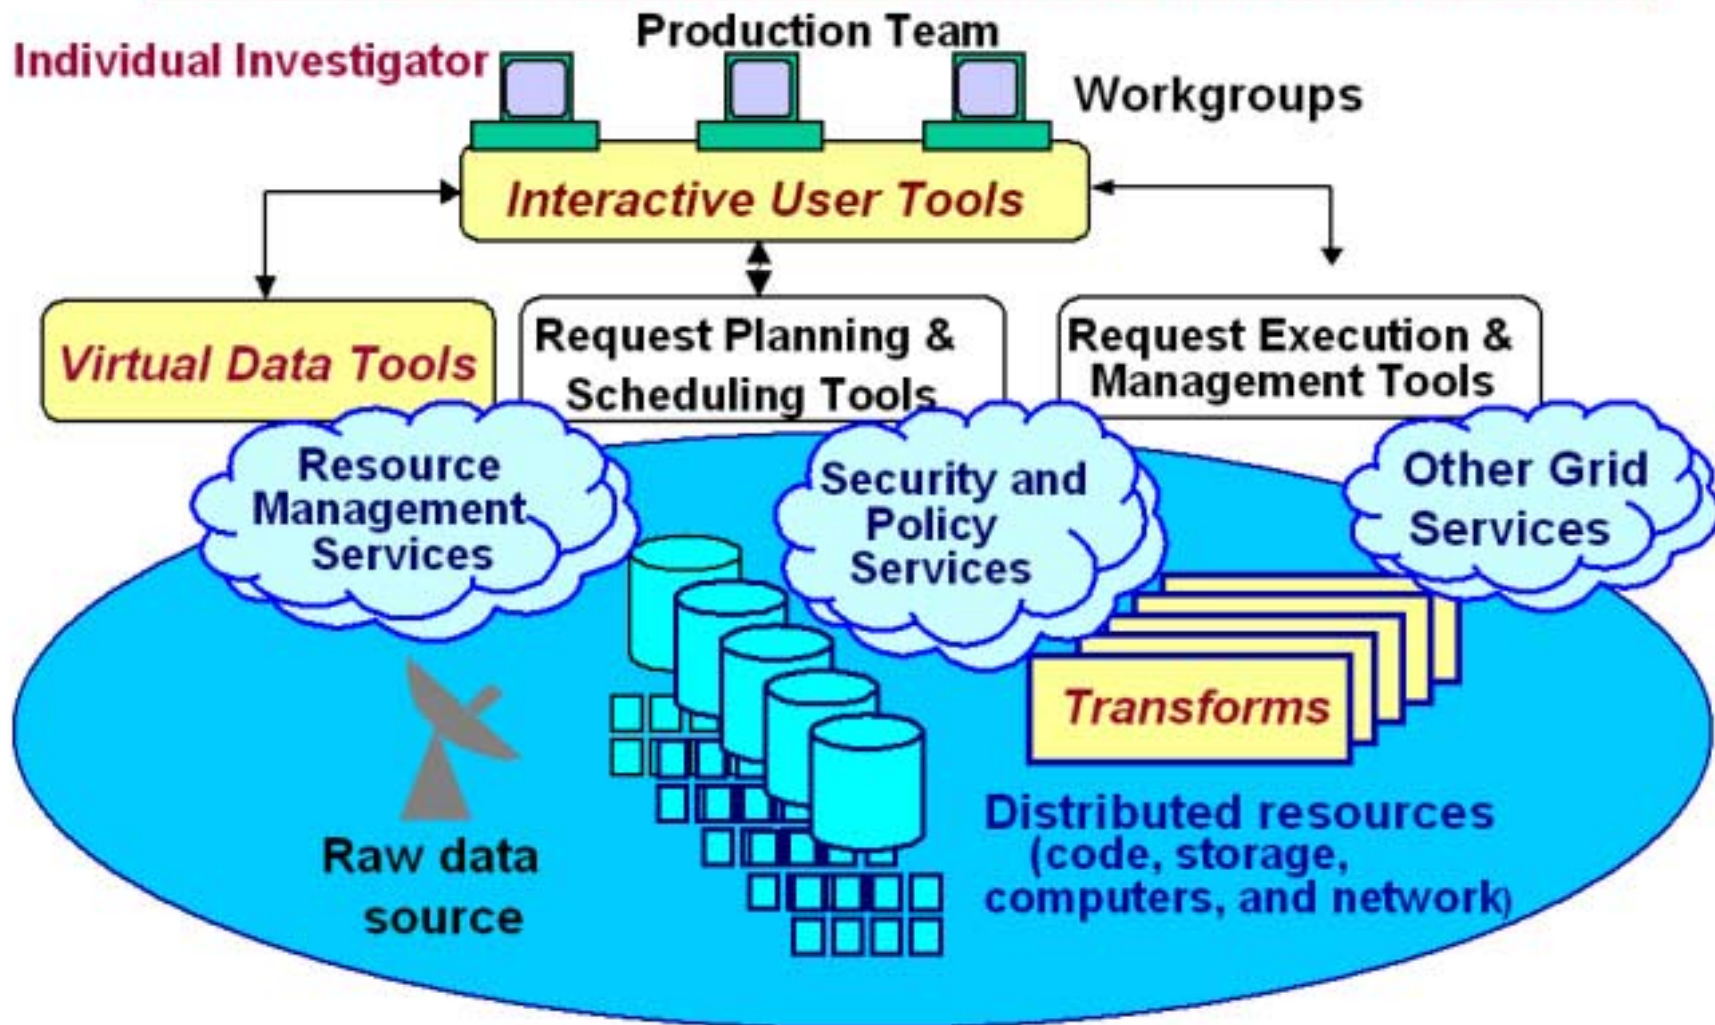 Production Team
Individual Investigator
Workgroups
Interactive User Tools
Virtual Data Tools
Request Planning &
Scheduling Tools
Request Execution &
Management Tools
Resource
Management
Services
Security and
Policy
Services
Other Grid
Services
Transforms
Raw data
source
Distributed resources
(code, storage,
computers, and network)